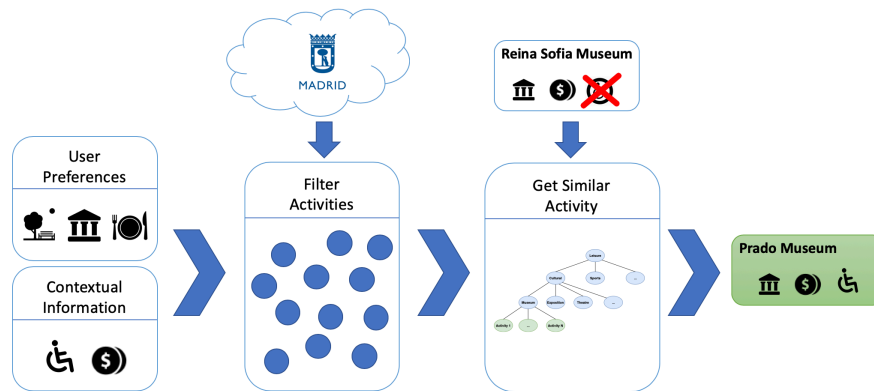 MADRID
Reina Sofia Museum
User
Preferences
Filter
Activities
Get Similar
Activity
Leisure
Cultural
Sports
...
Museum
Exposition
Theatre
...
Activity 1
...
Activity N
Prado Museum
Contextual
Information